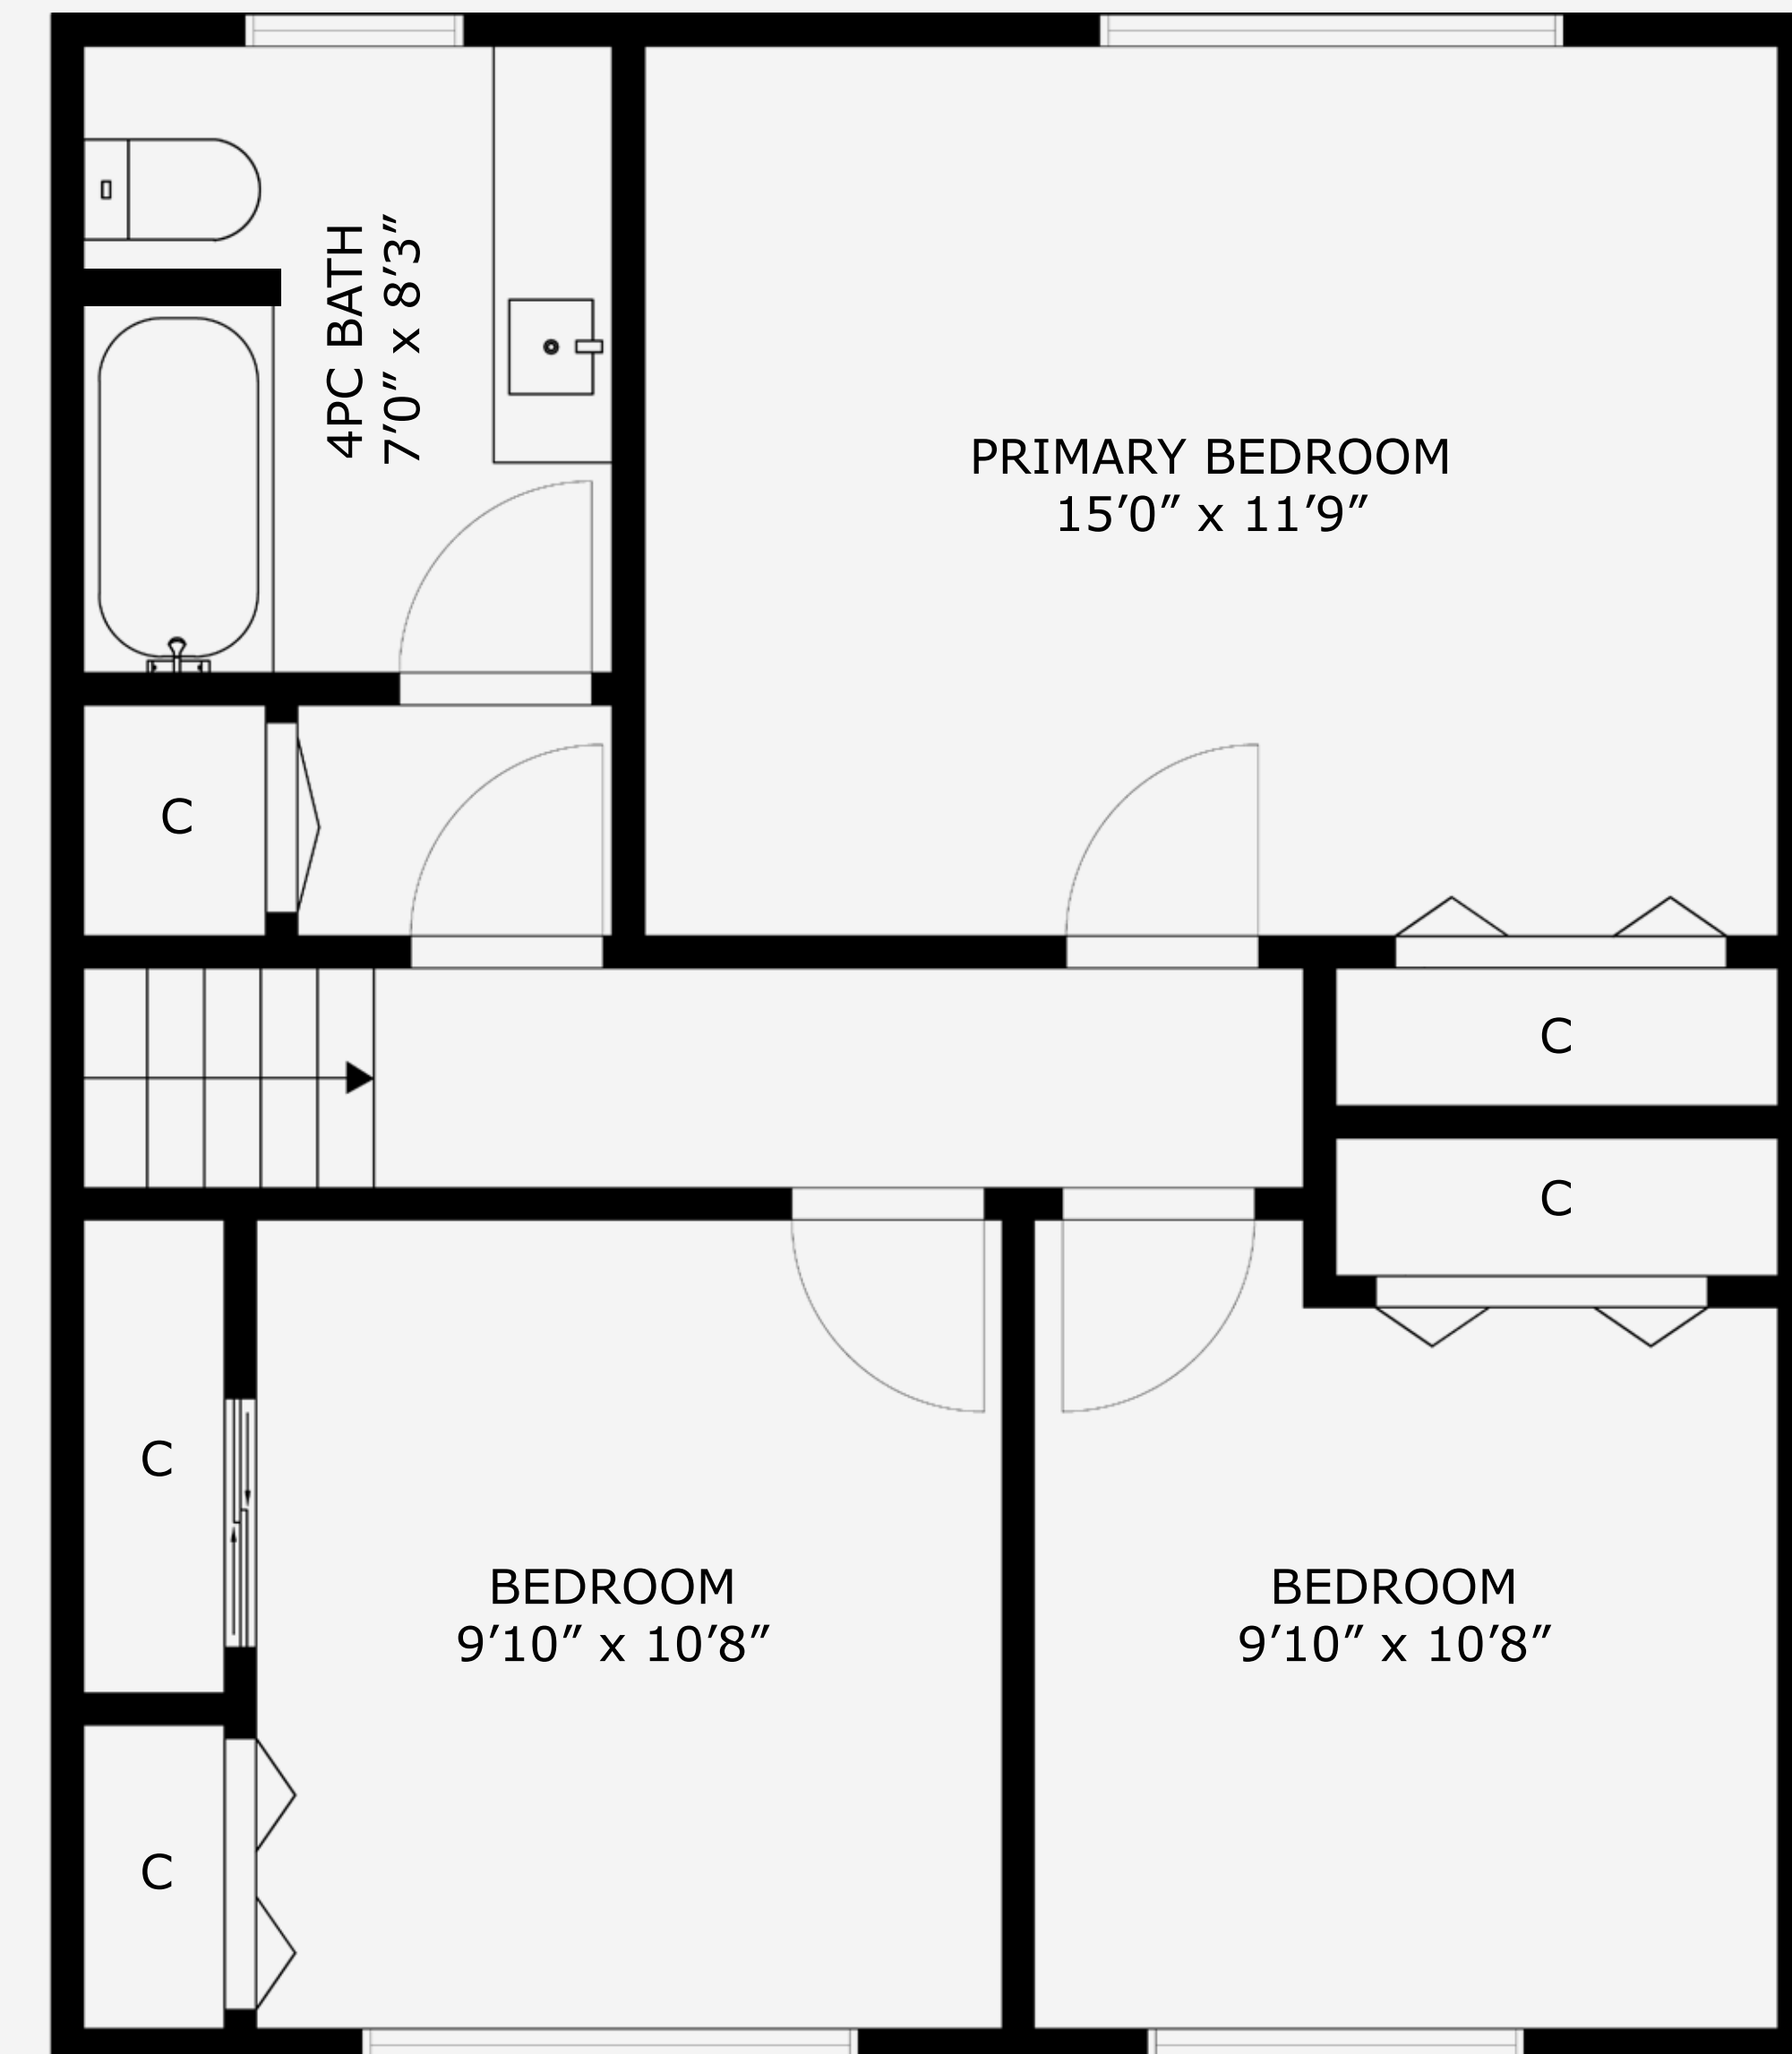 4PC BATH
7′0″ x 8′3″
PRIMARY BEDROOM
15′0″ x 11′9″
C
C
C
C
BEDROOM
9′10″ x 10′8″
BEDROOM
9′10″ x 10′8″
C